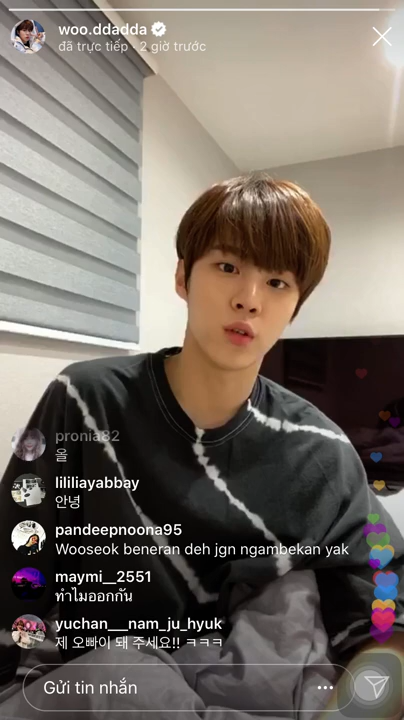 woo.ddadda
đã trực tiếp · 2 giờ trước
pronia82
올
lililiayabbay
안녕
pandeepnoona95
Wooseok beneran deh jgn ngambekan yak
maymi__2551
ทำไมออกกัน
yuchan___nam_ju_hyuk
제 오빠이 돼 주세요!! ㅋㅋㅋ
Gửi tin nhắn